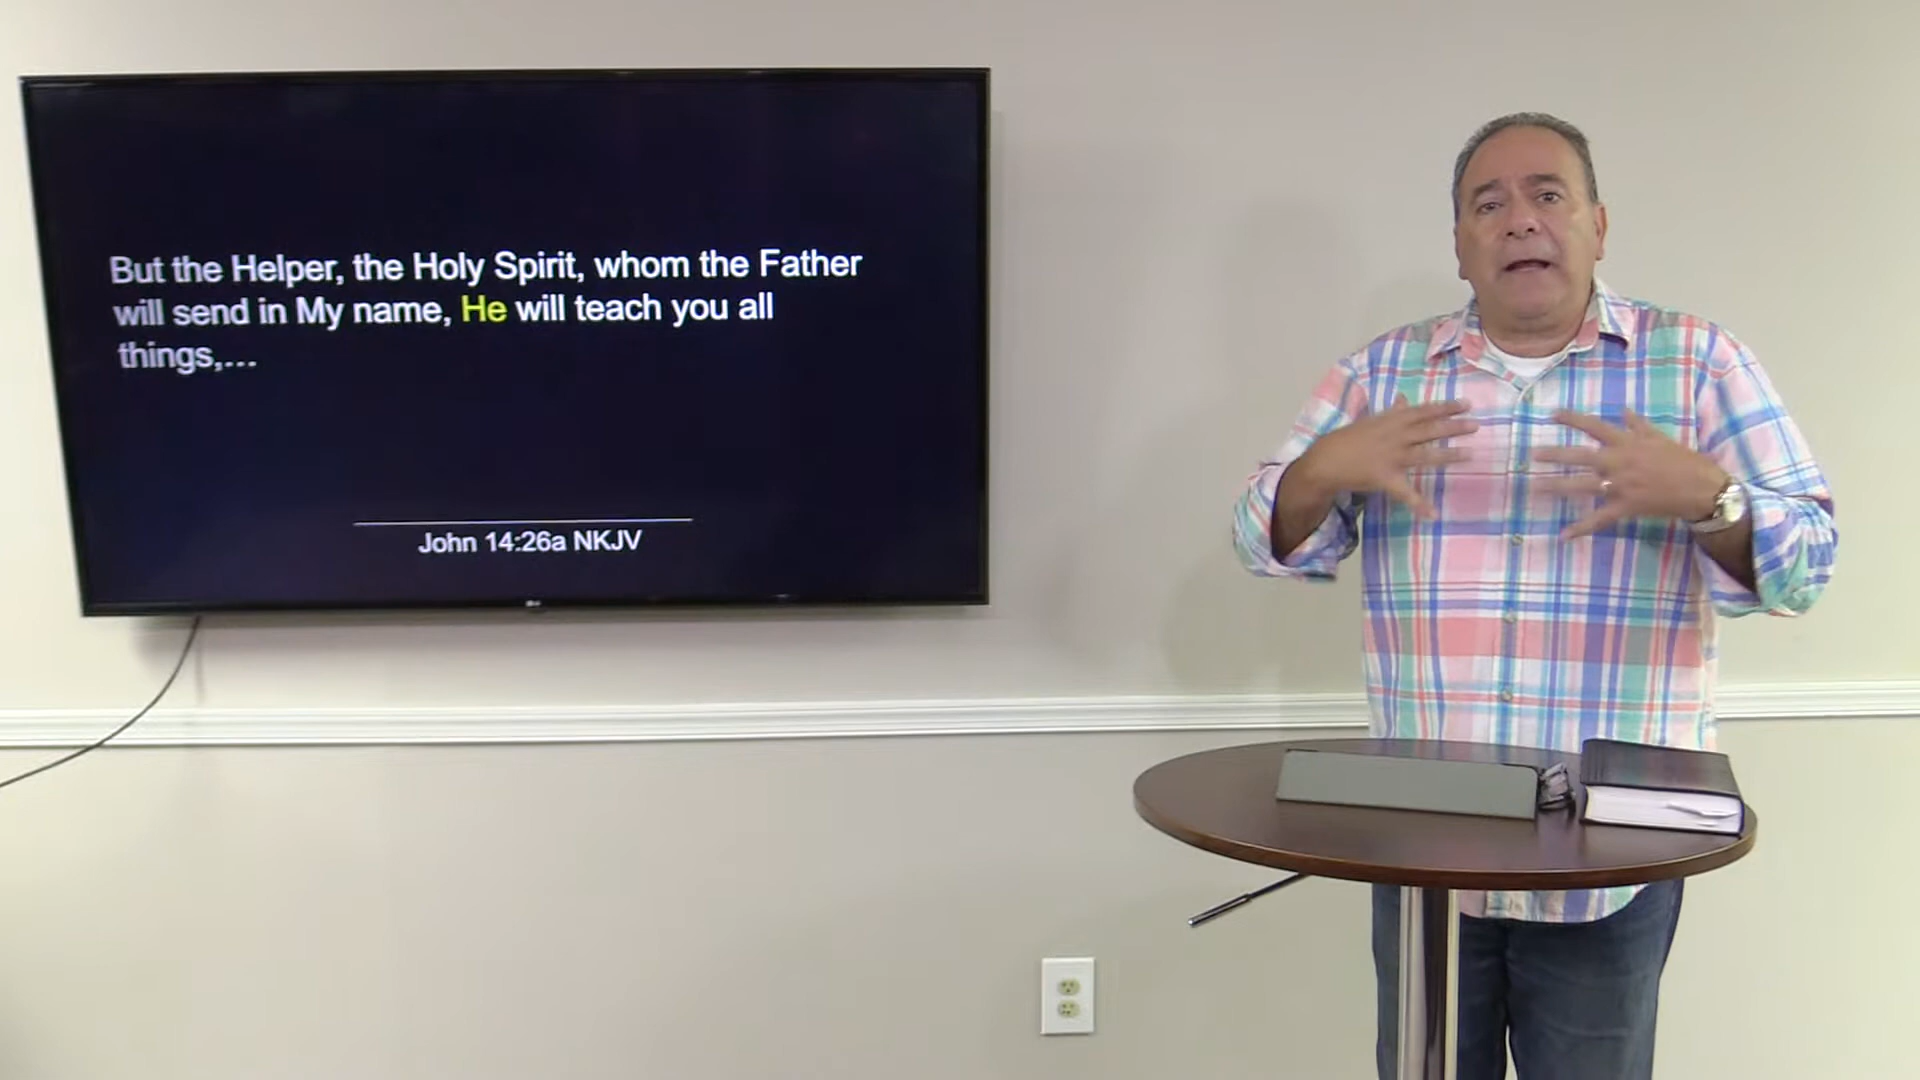 But the Helper, the Holy Spirit, whom the Father
will send in My name, He will teach you all
things,...
John 14:26a NKJV